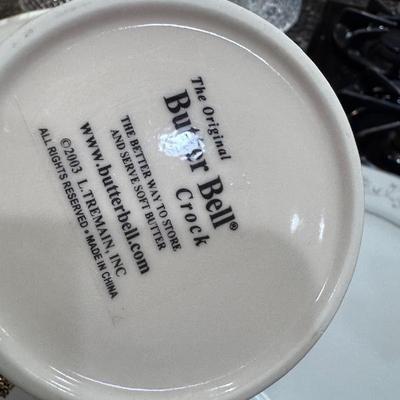 The Original
Butter Bell®
Crock
THE BETTER WAY TO STORE
AND SERVE SOFT BUTTER
www.butterbell.com
©2003 L.TREMAIN, INC
ALL RIGHTS RESERVED • MADE IN CHINA